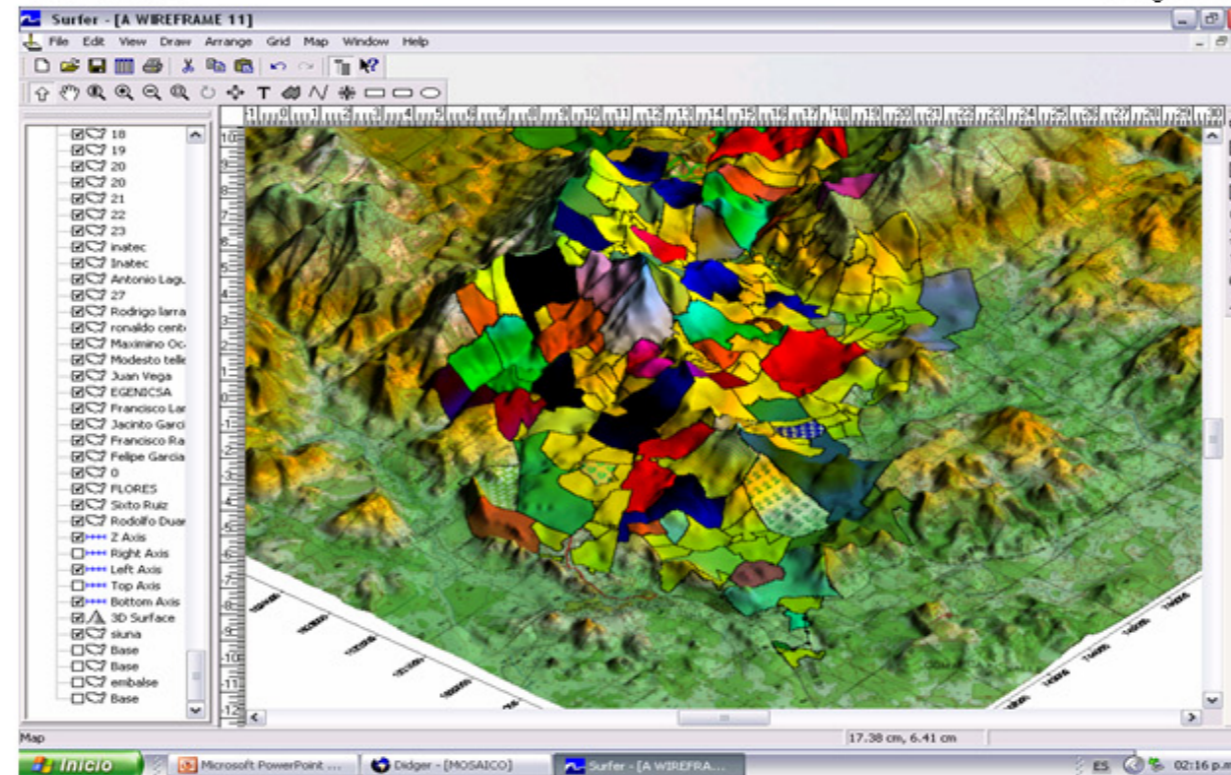 Surfer - [A WIREFRAME 11]
File Edit View Draw Arrange Grid Map Window Help
18
19
20
20
21
22
23
inatec
Inatec
Antonio Lagu
27
Rodrigo larra
ronaldo cent
Maximino Oc
Modesto telle
Juan Vega
EGENICSA
Francisco Lar
Jacinto Garci
Francisco Ra
Felipe Garcia
0
FLORES
Sixto Ruiz
Rodolfo Duar
Z Axis
Right Axis
Left Axis
Top Axis
Bottom Axis
3D Surface
siuna
Base
Base
embalse
Base
Map
17.38 cm, 6.41 cm
Inicio
Microsoft PowerPoint ...
Didger - [MOSAICO]
Surfer - [A WIREFRA...
ES
02:16 p.m